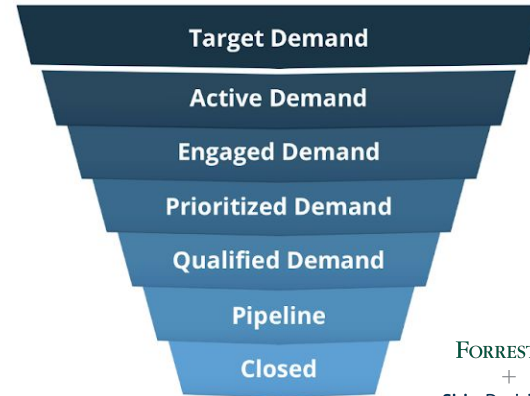 Target Demand
Active Demand
Engaged Demand
Prioritized Demand
Qualified Demand
Pipeline
Closed
+